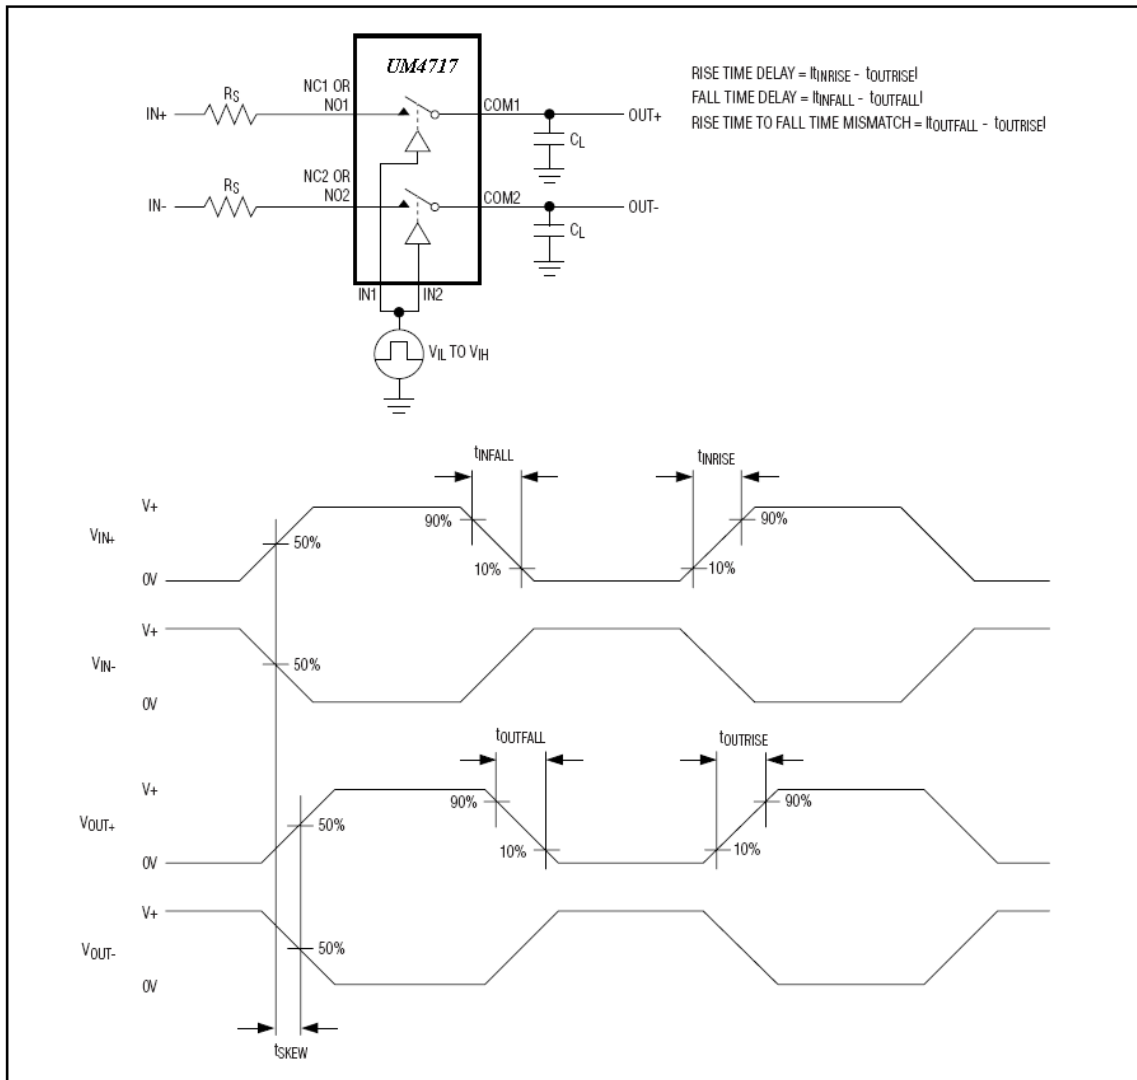 UM4717
RISE TIME DELAY = |tINRISE - tOUTRISE|
FALL TIME DELAY = |tINFALL - tOUTFALL|
RISE TIME TO FALL TIME MISMATCH = |tOUTFALL - tOUTRISE|
NC1 OR
NO1
RS
IN+
COM1
OUT+
CL
NC2 OR
NO2
RS
IN-
COM2
OUT-
CL
IN1
IN2
VIL TO VIH
tINFALL
tINRISE
V+
90%
90%
VIN+
50%
10%
10%
0V
V+
VIN-
50%
0V
tOUTFALL
tOUTRISE
V+
90%
90%
VOUT+
50%
10%
10%
0V
V+
VOUT-
50%
0V
tSKEW